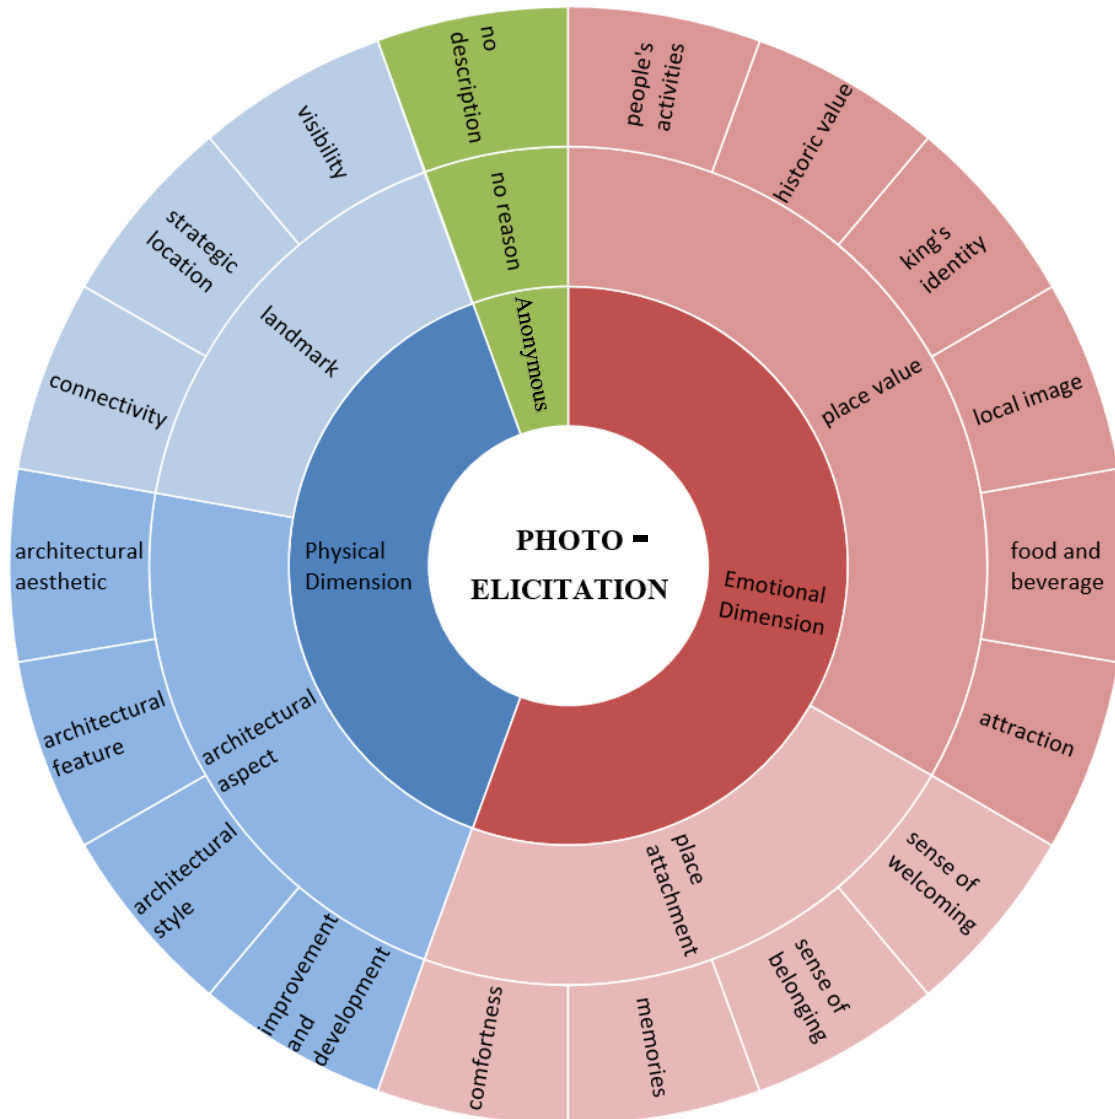 PHOTO -
ELICITATION
Emotional
Dimension
place value
people's
activities
historic value
king's
identity
local image
food and
beverage
attraction
place
attachment
sense of
welcoming
sense of
belonging
memories
comfortness
Physical
Dimension
architectural
aspect
improvement
and
development
architectural
style
architectural
feature
architectural
aesthetic
landmark
connectivity
strategic
location
visibility
Anonymous
no reason
no
description